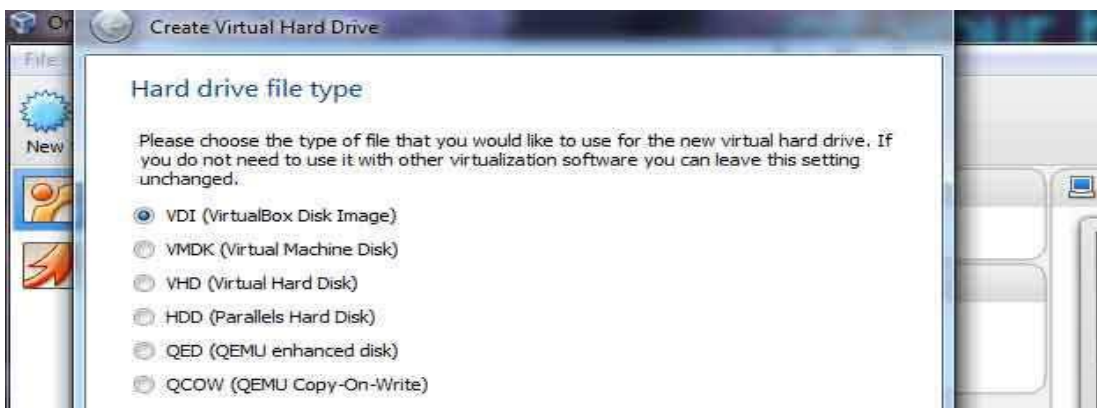 Or
Create Virtual Hard Drive
File
Hard drive file type
New
Please choose the type of file that you would like to use for the new virtual hard drive. If
you do not need to use it with other virtualization software you can leave this setting
unchanged.
VDI (VirtualBox Disk Image)
VMDK (Virtual Machine Disk)
VHD (Virtual Hard Disk)
HDD (Parallels Hard Disk)
QED (QEMU enhanced disk)
QCOW (QEMU Copy-On-Write)